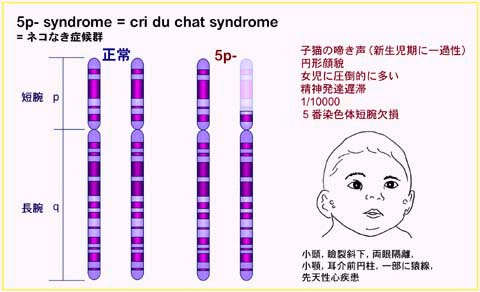 5p- syndrome = cri du chat syndrome
= ネコなき症候群
正常
5p-
短腕 p
長腕 q
子猫の啼き声（新生児期に一過性）
円形顔貌
女児に圧倒的に多い
精神発達遅滞
1/10000
５番染色体短腕欠損
小頭，瞼裂斜下，両眼隔離，
小顎，耳介前円柱，一部に猿線，
先天性心疾患